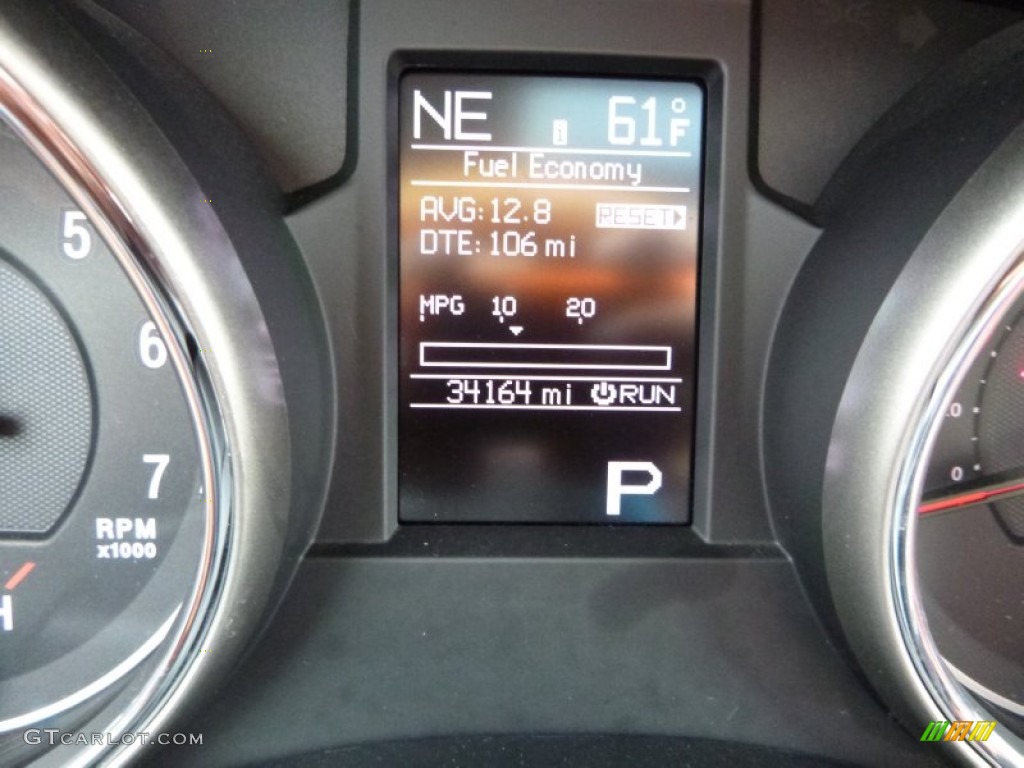 NE i 61°F
Fuel Economy
AVG: 12.8 RESET
DTE: 106 mi
MPG 10 20
34164 mi RUN
P
5
6
7
RPM
x1000
H
0
GTCARLOT.COM